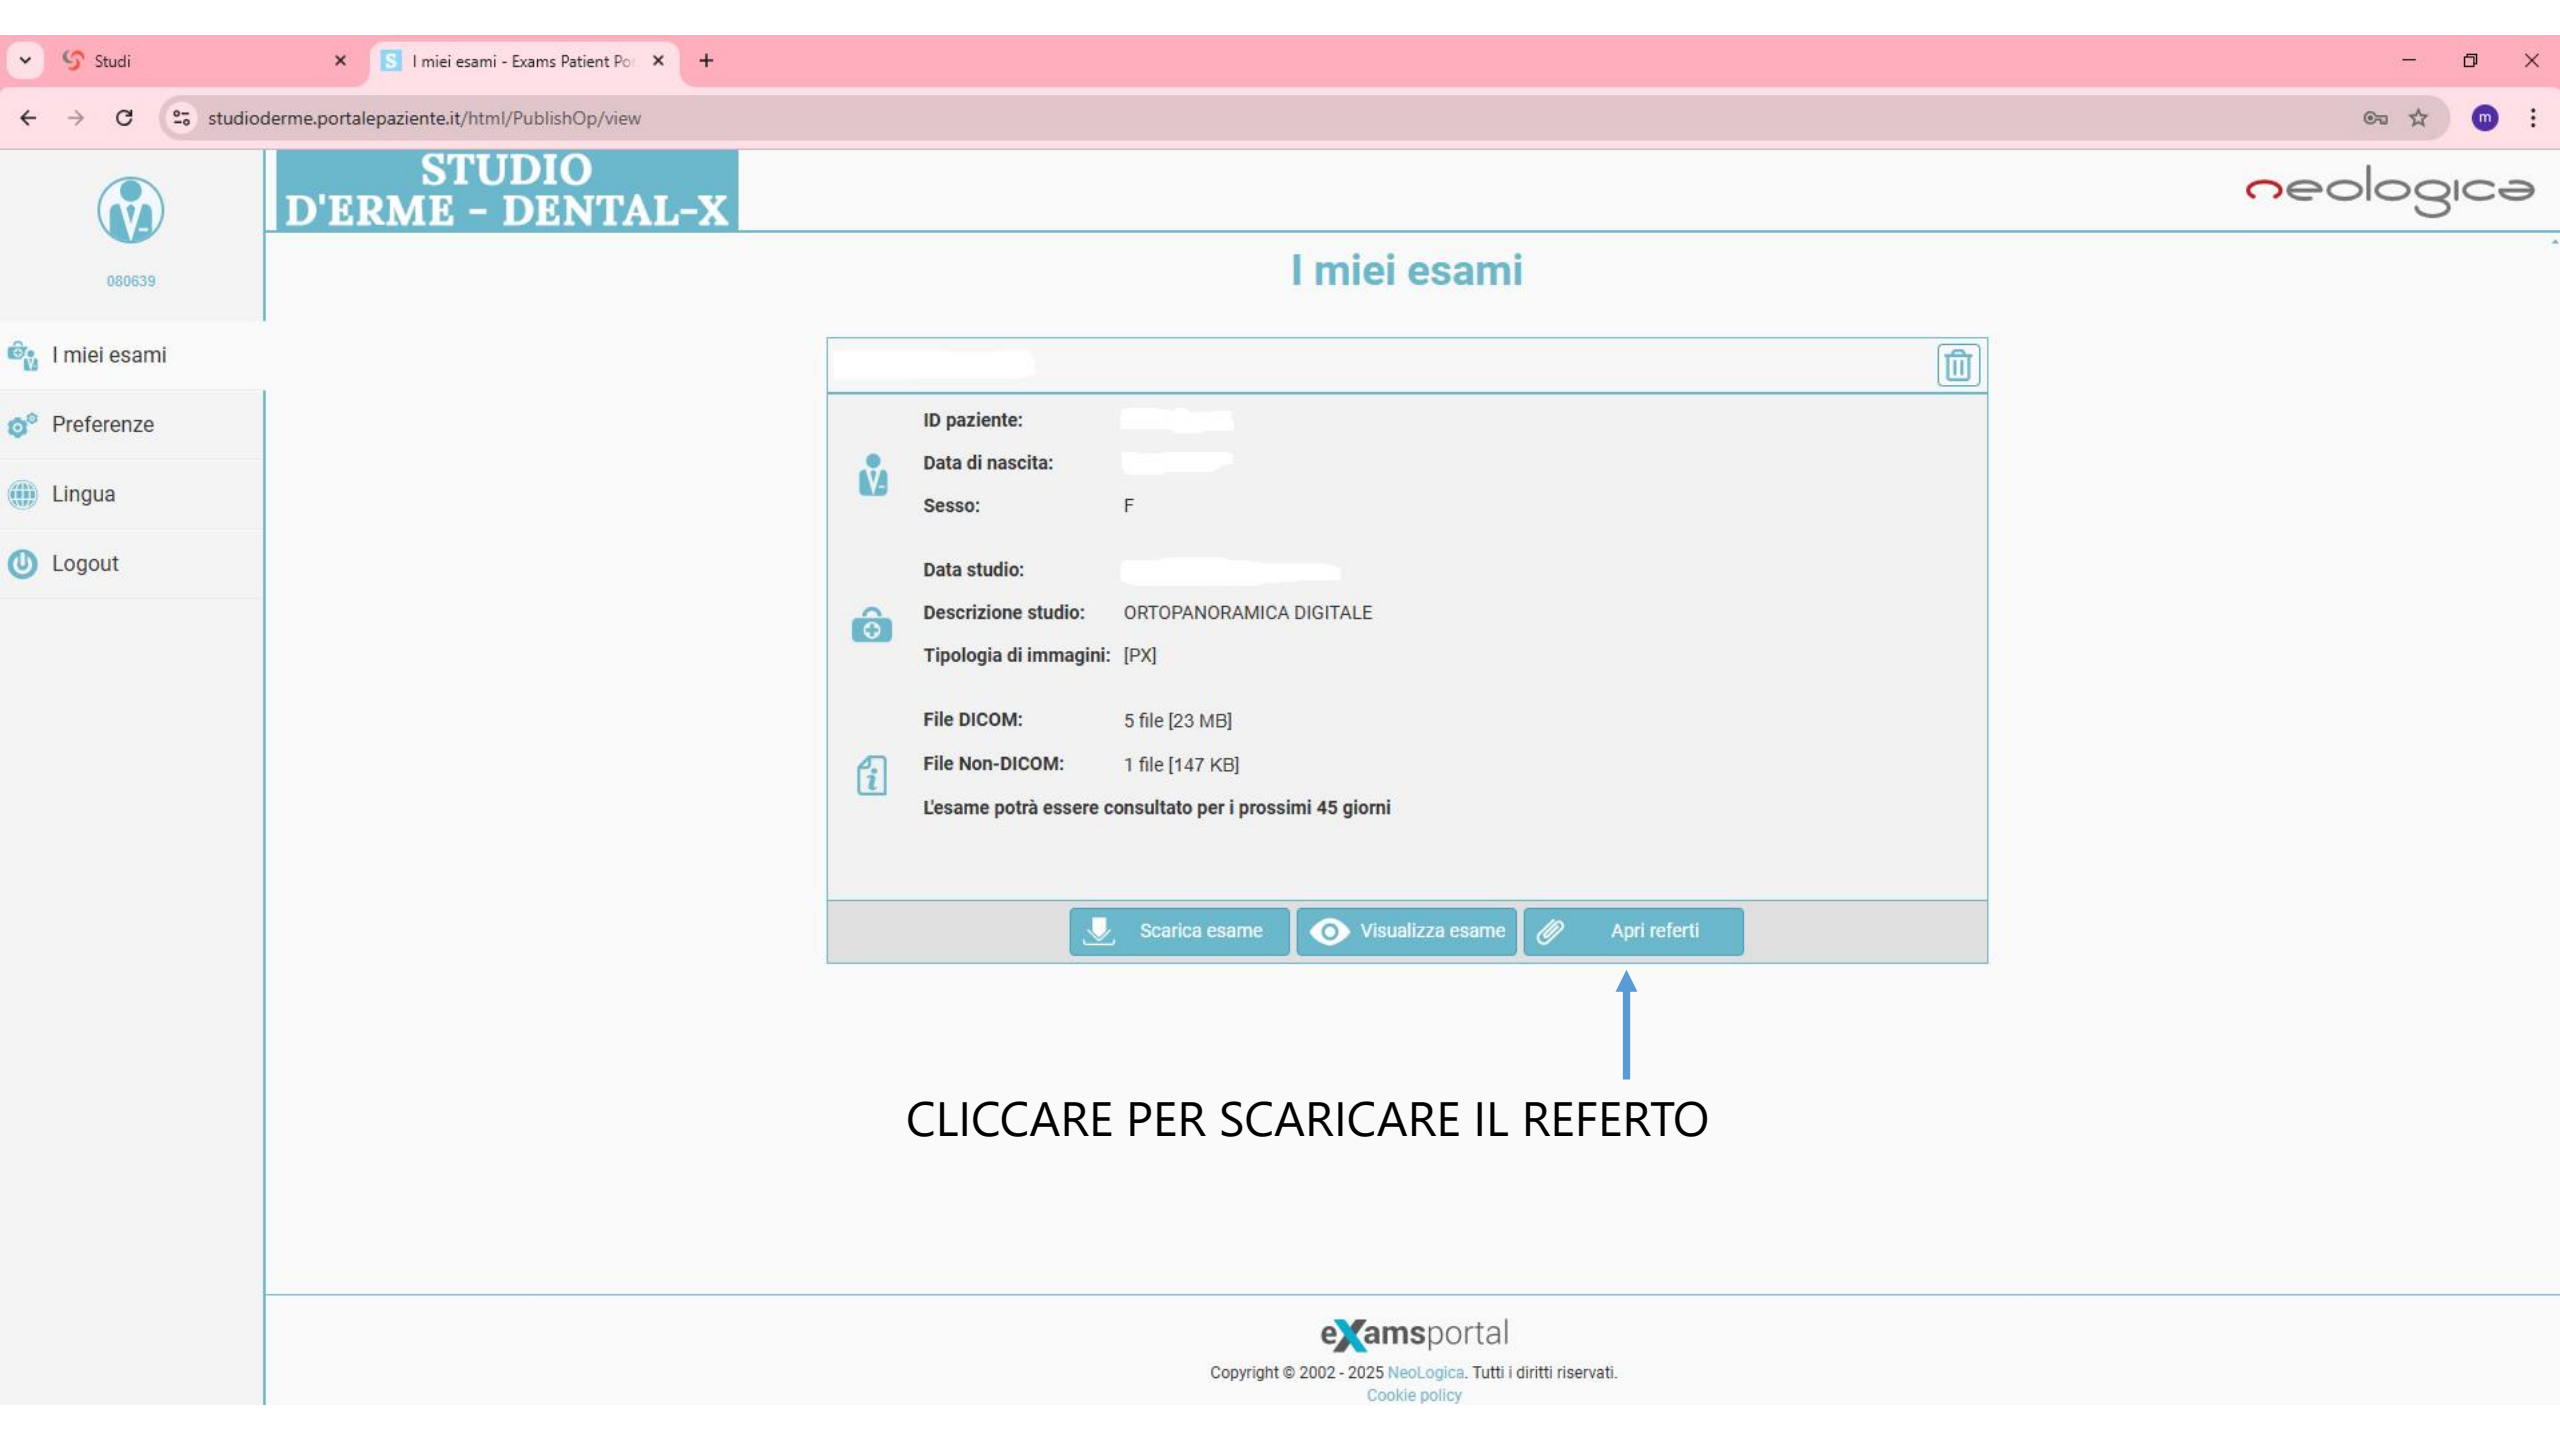 Studi
I miei esami - Exams Patient Por
studioderme.portalepaziente.it/html/PublishOp/view
STUDIO
D'ERME - DENTAL-X
neologica
080639
I miei esami
I miei esami
Preferenze
Lingua
Logout
ID paziente:
Data di nascita:
Sesso: F
Data studio:
Descrizione studio: ORTOPANORAMICA DIGITALE
Tipologia di immagini: [PX]
File DICOM: 5 file [23 MB]
File Non-DICOM: 1 file [147 KB]
L'esame potrà essere consultato per i prossimi 45 giorni
Scarica esame Visualizza esame Apri referti
CLICCARE PER SCARICARE IL REFERTO
eXamsportal
Copyright © 2002 - 2025 NeoLogica. Tutti i diritti riservati.
Cookie policy